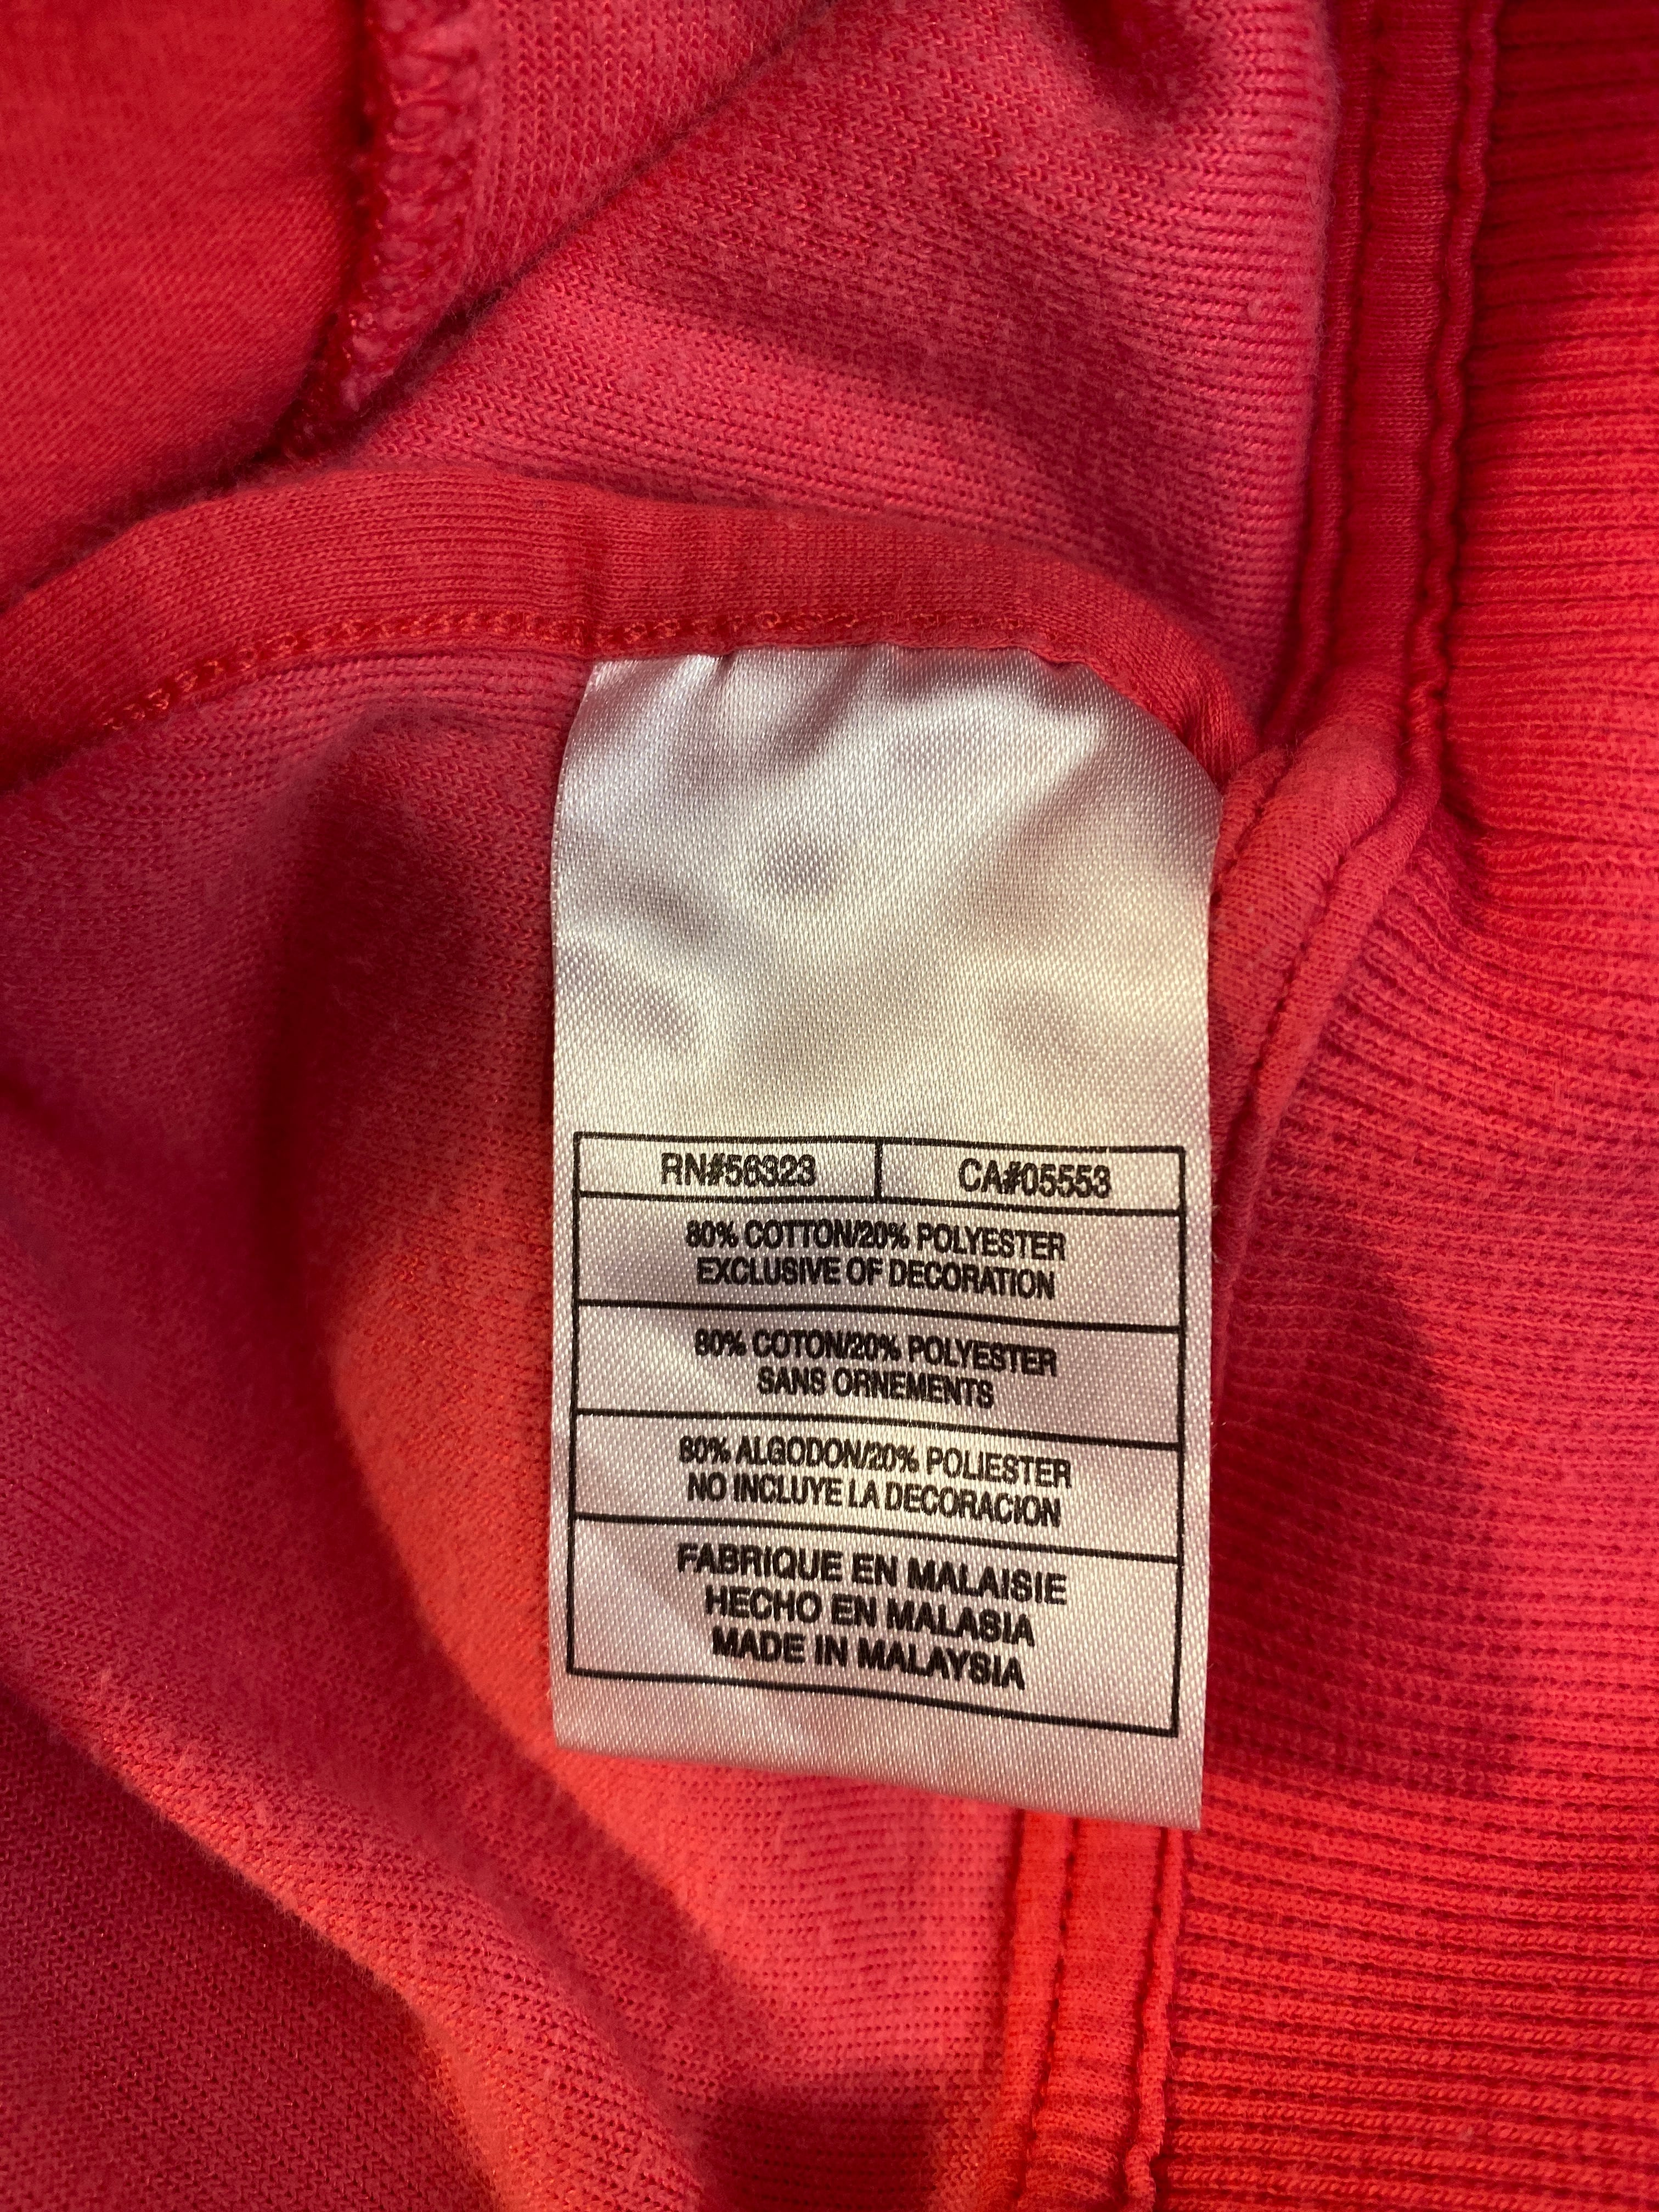 RN#56323 CA#05553
80% COTTON/20% POLYESTER
EXCLUSIVE OF DECORATION
80% COTON/20% POLYESTER
SANS ORNEMENTS
80% ALGODON/20% POLIESTER
NO INCLUYE LA DECORACION
FABRIQUE EN MALAISIE
HECHO EN MALASIA
MADE IN MALAYSIA